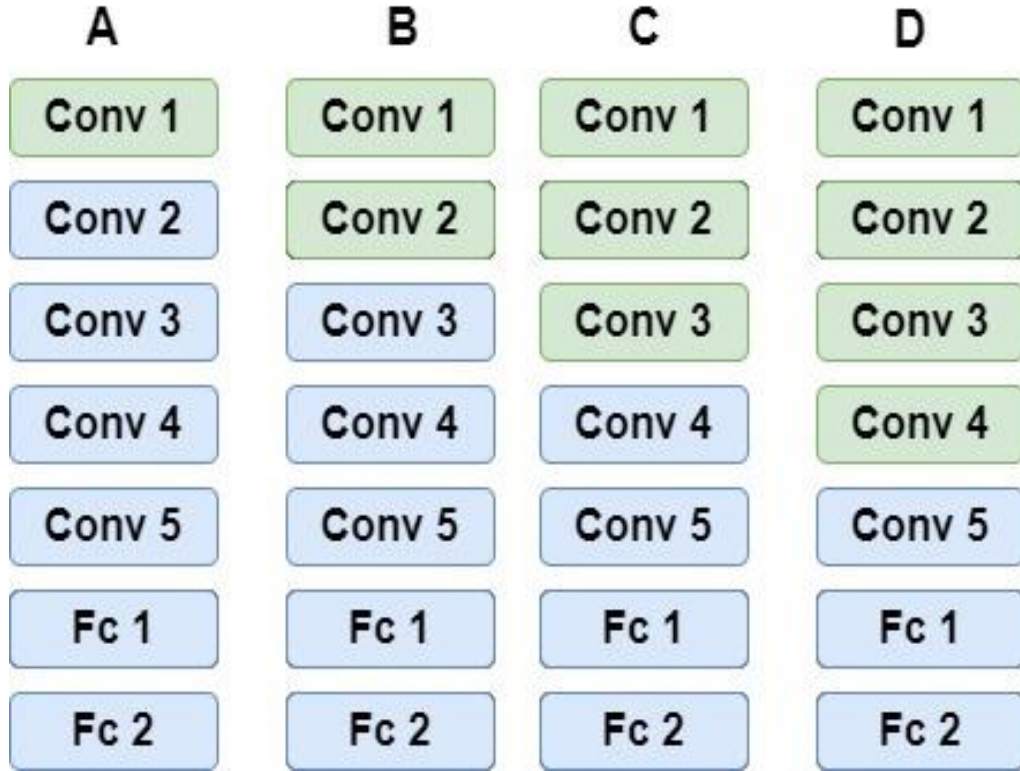 A B C D
Conv 1 Conv 1 Conv 1 Conv 1
Conv 2 Conv 2 Conv 2 Conv 2
Conv 3 Conv 3 Conv 3 Conv 3
Conv 4 Conv 4 Conv 4 Conv 4
Conv 5 Conv 5 Conv 5 Conv 5
Fc 1 Fc 1 Fc 1 Fc 1
Fc 2 Fc 2 Fc 2 Fc 2